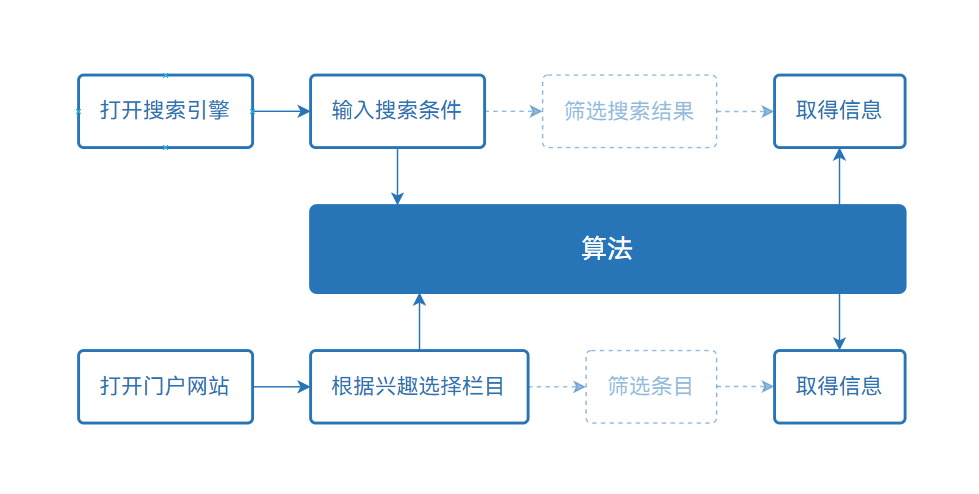 打开搜索引擎
输入搜索条件
筛选搜索结果
取得信息
算法
打开门户网站
根据兴趣选择栏目
筛选条目
取得信息